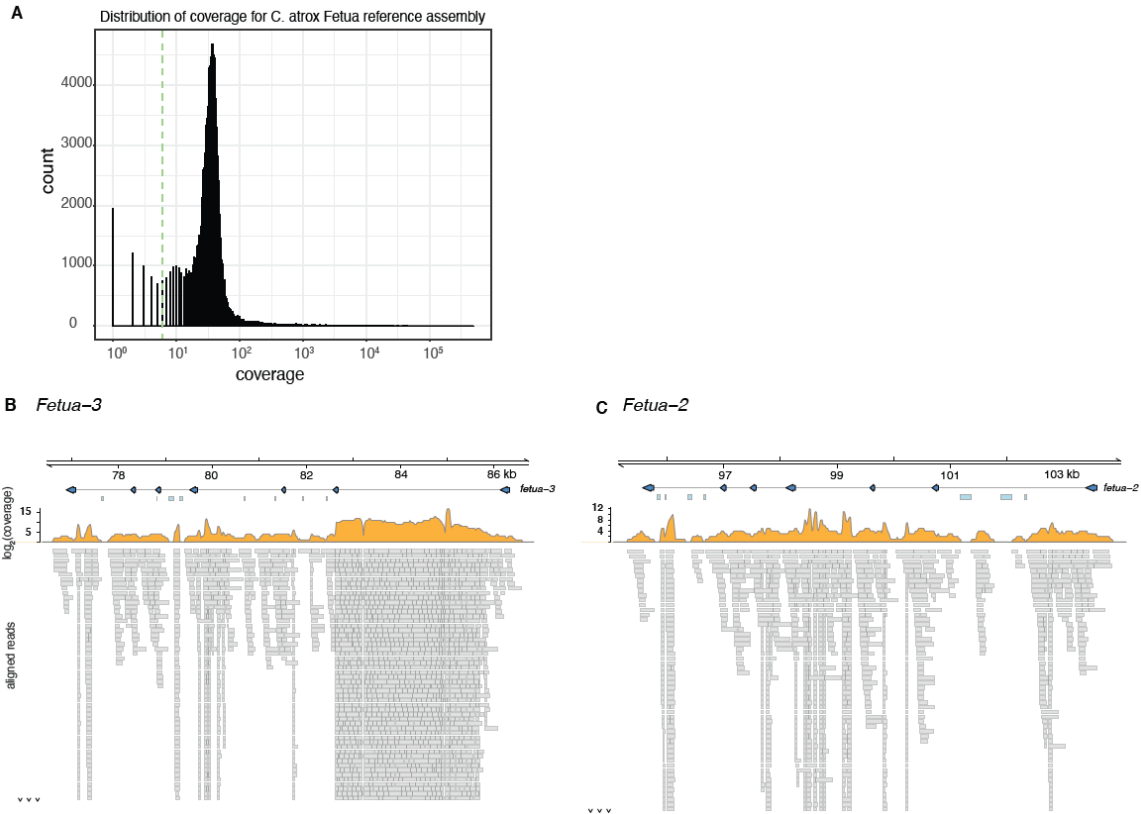 A
Distribution of coverage for C. atrox Fetua reference assembly
count
4000
3000
2000
1000
0
10⁰ 10¹ 10² 10³ 10⁴ 10⁵
coverage
B Fetua–3
78 80 82 84 86 kb
fetua-3
log₂(coverage)
15
5
aligned reads
C Fetua–2
97 99 101 103 kb
fetua-2
12
8
4